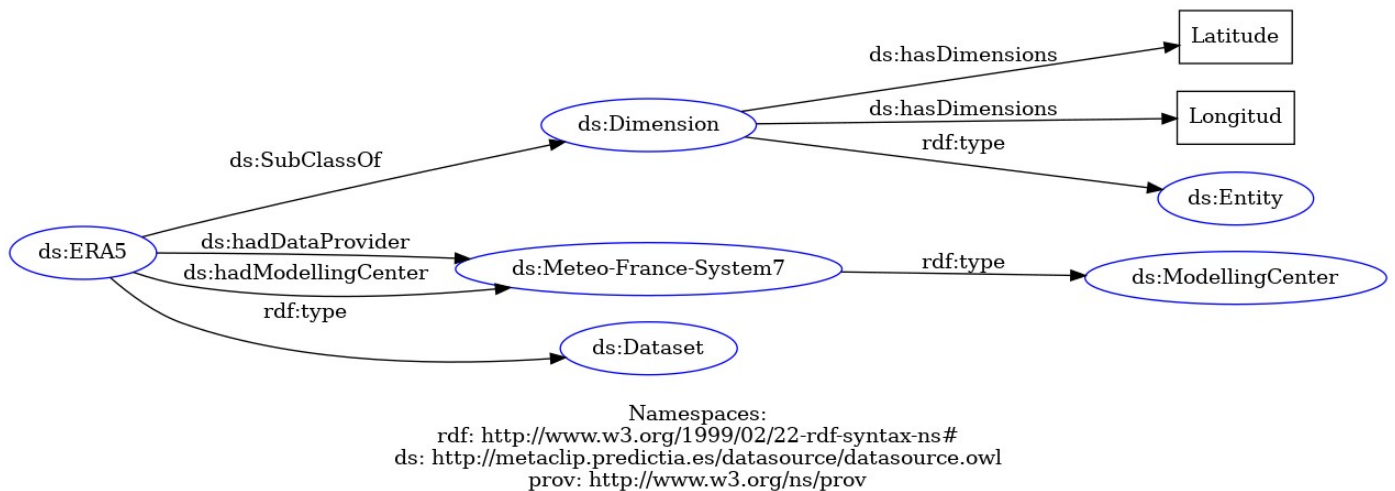 ds:hasDimensions
Latitude
ds:hasDimensions
Longitud
ds:Dimension
rdf:type
ds:SubClassOf
ds:Entity
ds:hadDataProvider
ds:ERA5
ds:Meteo-France-System7
rdf:type
ds:ModellingCenter
ds:hadModellingCenter
rdf:type
ds:Dataset
Namespaces:
rdf: http://www.w3.org/1999/02/22-rdf-syntax-ns#
ds: http://metaclip.predictia.es/datasource/datasource.owl
prov: http://www.w3.org/ns/prov